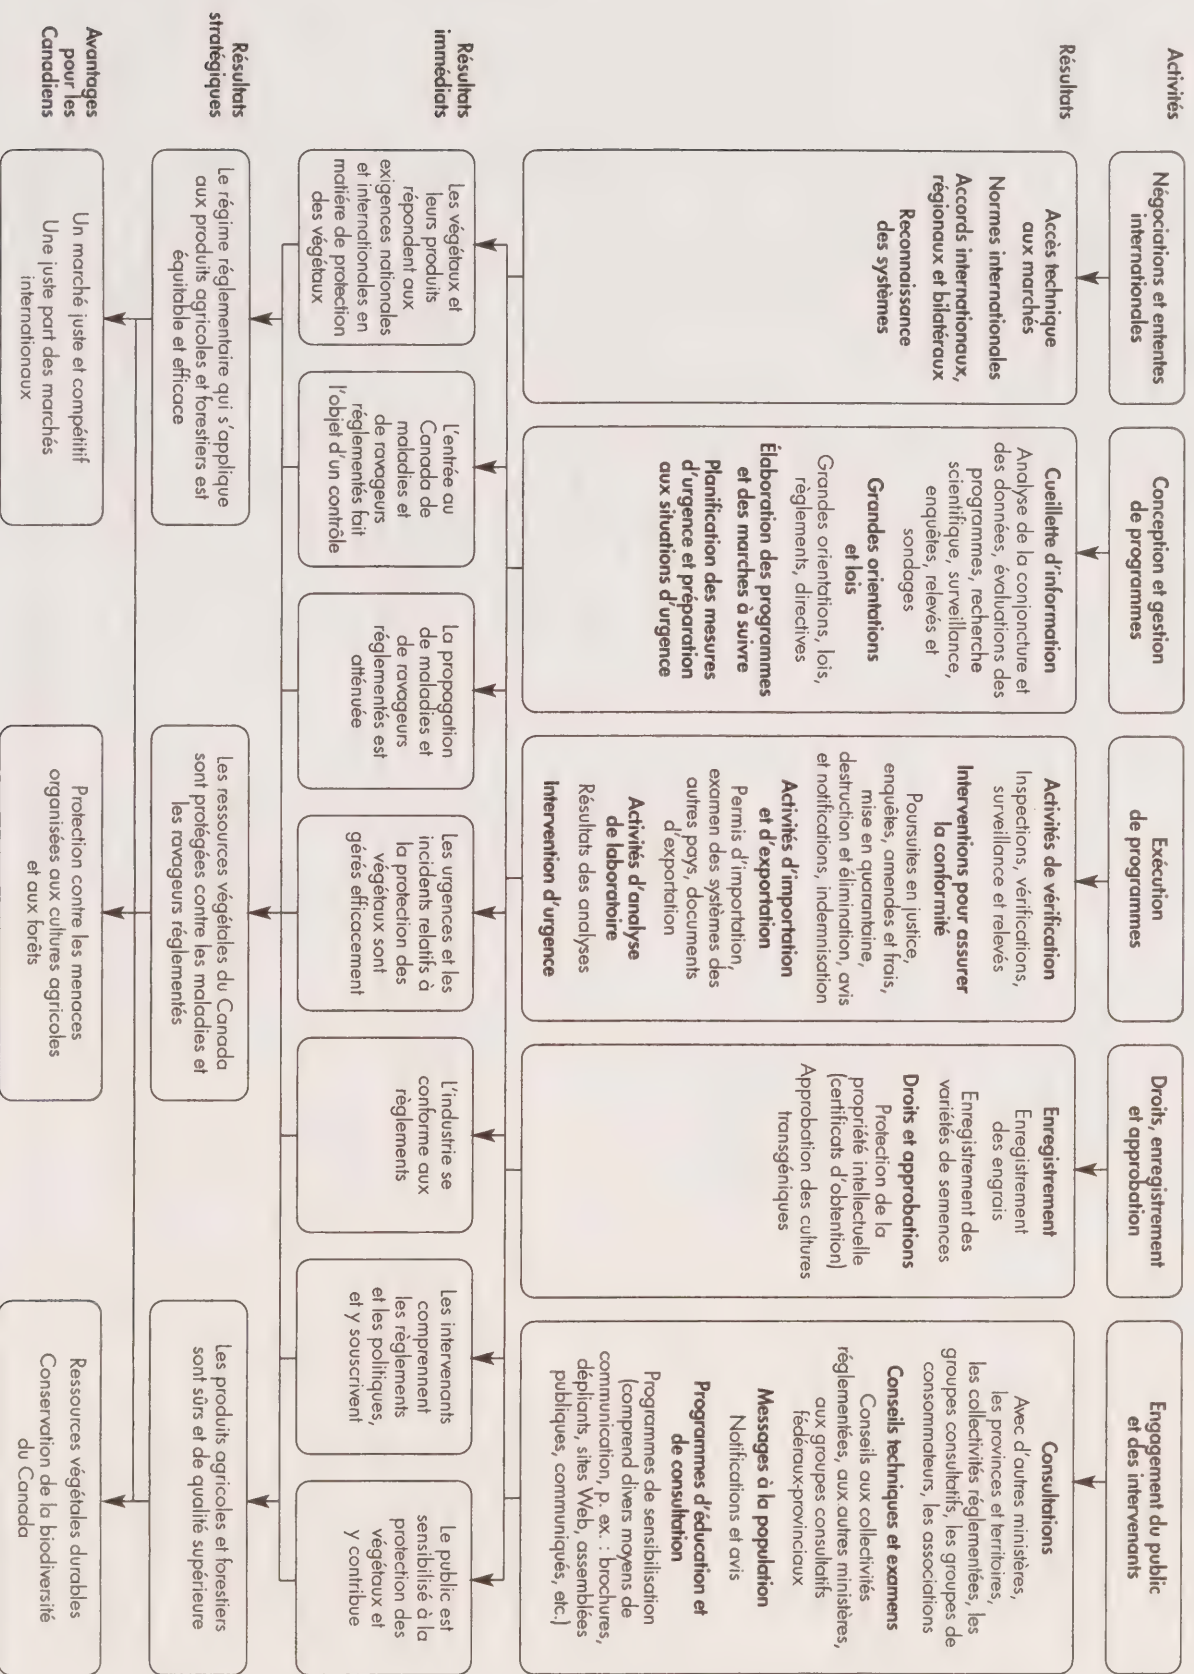 Activités
Négociations et ententes
internationales
Conception et gestion
de programmes
Exécution
de programmes
Droits, enregistrement
et approbation
Engagement du public
et des intervenants
Résultats
Accès technique
aux marchés
Normes internationales
Accords internationaux,
régionaux et bilatéraux
Reconnaissance
des systèmes
Cueillette d'information
Analyse de la conjoncture et
des données, évaluations des
programmes, recherche
scientifique, surveillance,
enquêtes, relevés et
sondages
Grandes orientations
et lois
Grandes orientations, lois,
règlements, directives
Élaboration des programmes
et des marches à suivre
Planification des mesures
d'urgence et préparation
aux situations d'urgence
Activités de vérification
Inspections, vérifications,
surveillance et relevés
Interventions pour assurer
la conformité
Poursuites en justice,
enquêtes, amendes et frais,
mise en quarantaine,
destruction et élimination, avis
et notifications, indemnisation
Activités d'importation
et d'exportation
Permis d'importation,
examen des systèmes des
autres pays, documents
d'exportation
Activités d'analyse
de laboratoire
Résultats des analyses
Intervention d'urgence
Enregistrement
Enregistrement
des engrais
Enregistrement des
variétés de semences
Droits et approbations
Protection de la
propriété intellectuelle
(certificats d'obtention)
Approbation des cultures
transgéniques
Consultations
Avec d'autres ministères,
les provinces et territoires,
les collectivités réglementées, les
groupes consultatifs, les groupes de
consommateurs, les associations
Conseils techniques et examens
Conseils aux collectivités
réglementées, aux autres ministères,
aux groupes consultatifs
fédéraux-provinciaux
Messages à la population
Notifications et avis
Programmes d'éducation et
de consultation
Programmes de sensibilisation
(comprend divers moyens de
communication, p. ex. : brochures,
dépliants, sites Web, assemblées
publiques, communiqués, etc.)
Résultats
immédiats
Les végétaux et
leurs produits
répondent aux
exigences nationales
et internationales en
matière de protection
des végétaux
L'entrée au
Canada de
maladies et
de ravageurs
réglementés fait
l'objet d'un contrôle
La propagation
de maladies et
de ravageurs
réglementés est
atténuée
Les urgences et les
incidents relatifs à
la protection des
végétaux sont
gérés efficacement
L'industrie se
conforme aux
règlements
Les intervenants
comprennent
les règlements
et les politiques,
et y souscrivent
Le public est
sensibilisé à la
protection des
végétaux et
y contribue
Résultats
stratégiques
Le régime réglementaire qui s'applique
aux produits agricoles et forestiers est
équitable et efficace
Les ressources végétales du Canada
sont protégées contre les maladies et
les ravageurs réglementés
Les produits agricoles et forestiers
sont sûrs et de qualité supérieure
Avantages
pour les
Canadiens
Un marché juste et compétitif
Une juste part des marchés
internationaux
Protection contre les menaces
organisées aux cultures agricoles
et aux forêts
Ressources végétales durables
Conservation de la biodiversité
du Canada